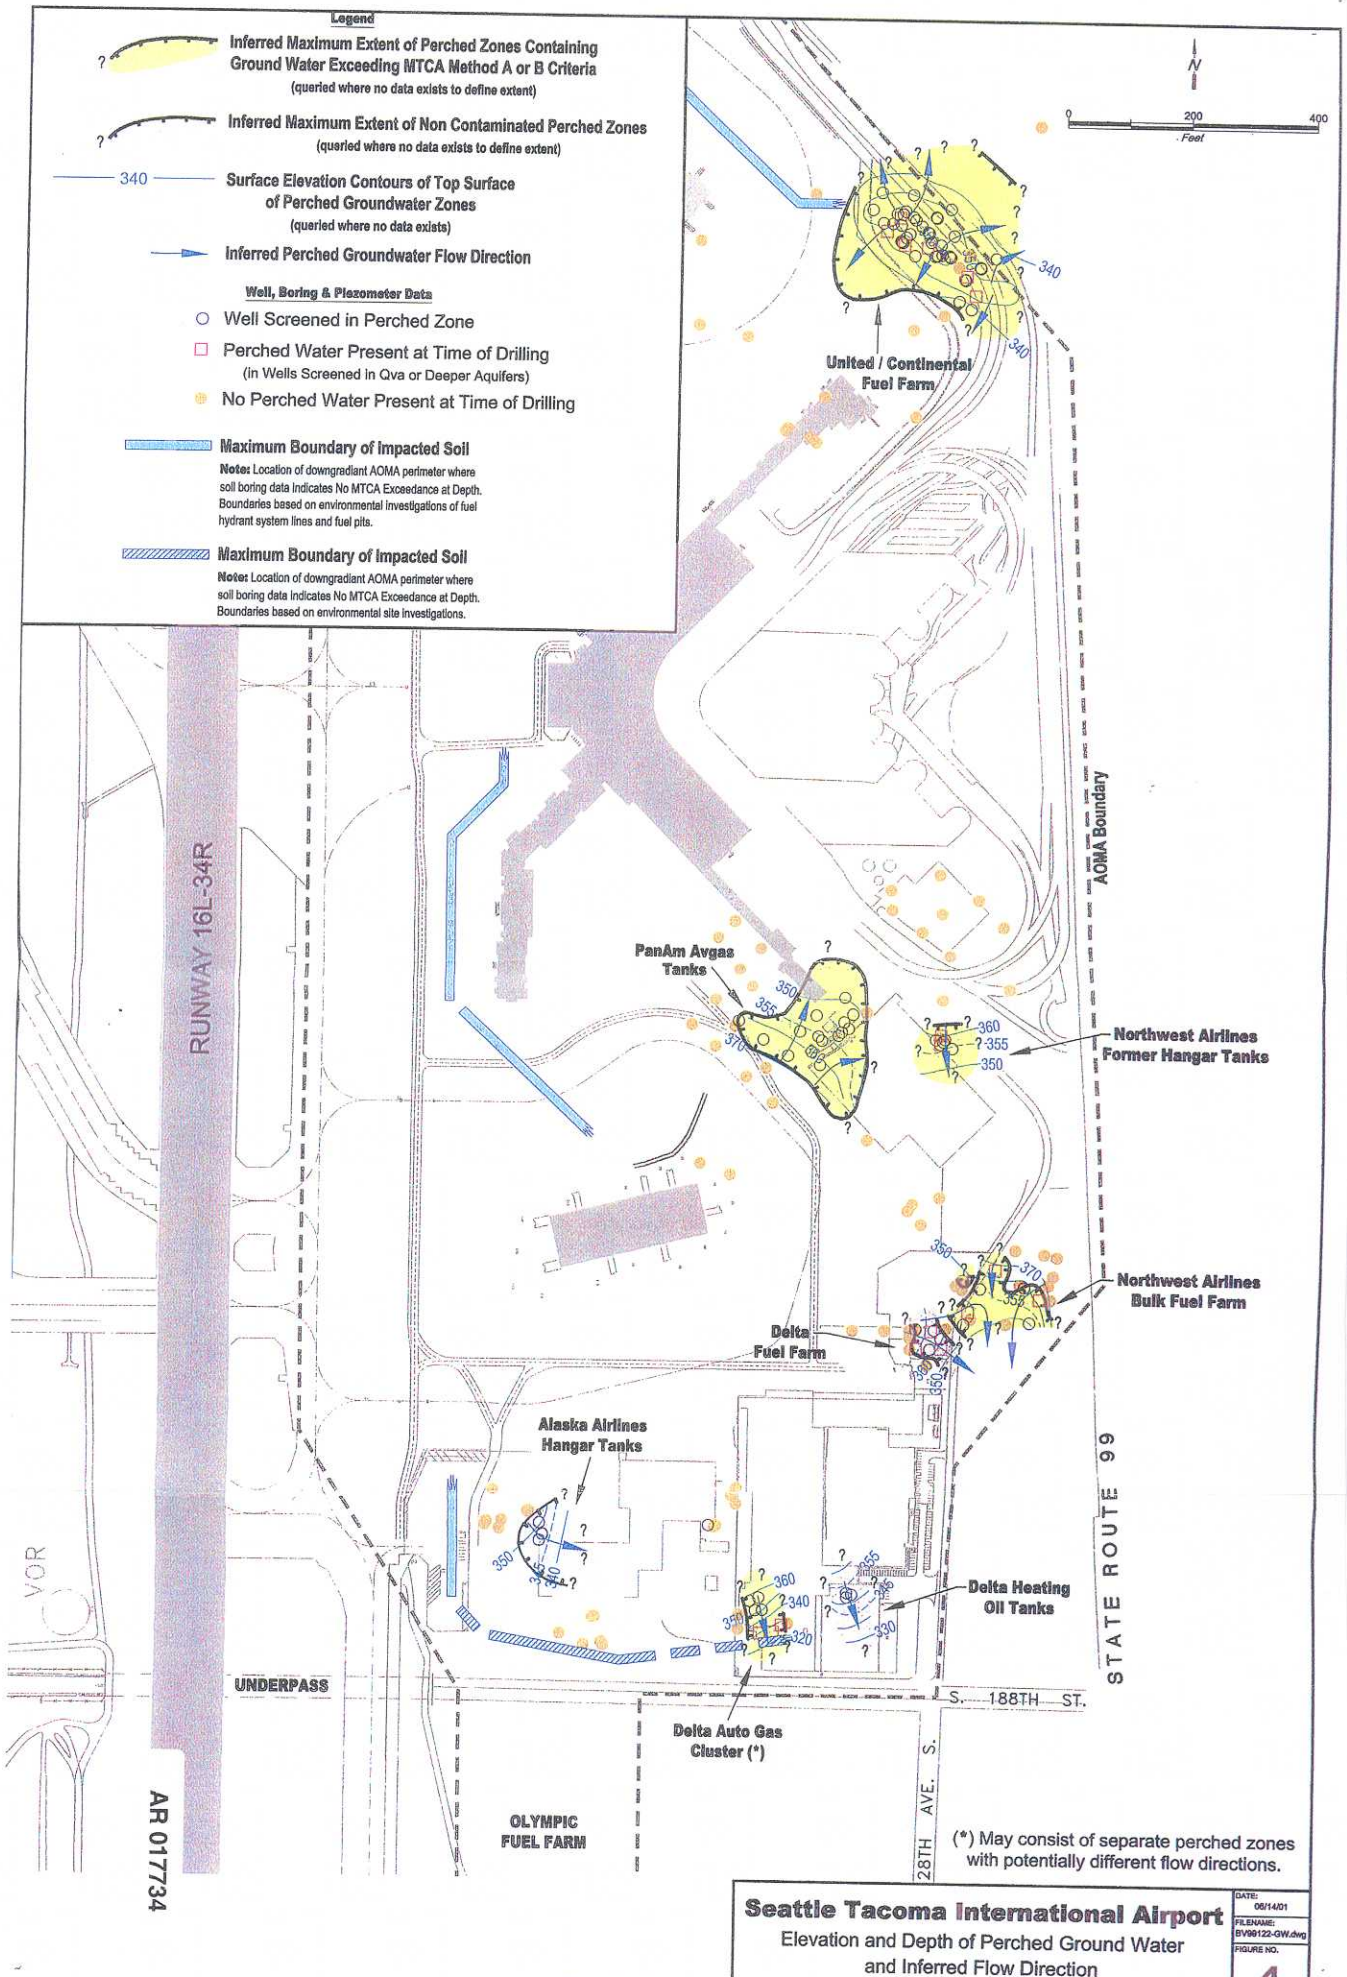 Legend
Inferred Maximum Extent of Perched Zones Containing
Ground Water Exceeding MTCA Method A or B Criteria
(queried where no data exists to define extent)
?
Inferred Maximum Extent of Non Contaminated Perched Zones
(queried where no data exists to define extent)
?
340
Surface Elevation Contours of Top Surface
of Perched Groundwater Zones
(queried where no data exists)
Inferred Perched Groundwater Flow Direction
Well, Boring & Piezometer Data
Well Screened in Perched Zone
Perched Water Present at Time of Drilling
(in Wells Screened in Qva or Deeper Aquifers)
No Perched Water Present at Time of Drilling
Maximum Boundary of Impacted Soil
Note: Location of downgradiant AOMA perimeter where
soil boring data Indicates No MTCA Exceedance at Depth.
Boundaries based on environmental investigations of fuel
hydrant system lines and fuel pits.
Maximum Boundary of Impacted Soil
Note: Location of downgradiant AOMA perimeter where
soil boring data Indicates No MTCA Exceedance at Depth.
Boundaries based on environmental site investigations.
N
0 200 400
Feet
340
340
United / Continental
Fuel Farm
AOMA Boundary
RUNWAY 16L-34R
PanAm Avgas
Tanks
350
355
370
360
355
350
Northwest Airlines
Former Hangar Tanks
350
370
355
Northwest Airlines
Bulk Fuel Farm
Delta
Fuel Farm
350
Alaska Airlines
Hangar Tanks
350
345
340
360
340
350
320
355
345
330
Delta Heating
Oil Tanks
STATE ROUTE 99
VOR
UNDERPASS
S. 188TH ST.
Delta Auto Gas
Cluster (*)
28TH AVE. S.
OLYMPIC
FUEL FARM
AR 017734
(*) May consist of separate perched zones
with potentially different flow directions.
Seattle Tacoma International Airport
Elevation and Depth of Perched Ground Water
and Inferred Flow Direction
DATE:
06/14/01
FILENAME:
BV99122-GW.dwg
FIGURE NO.